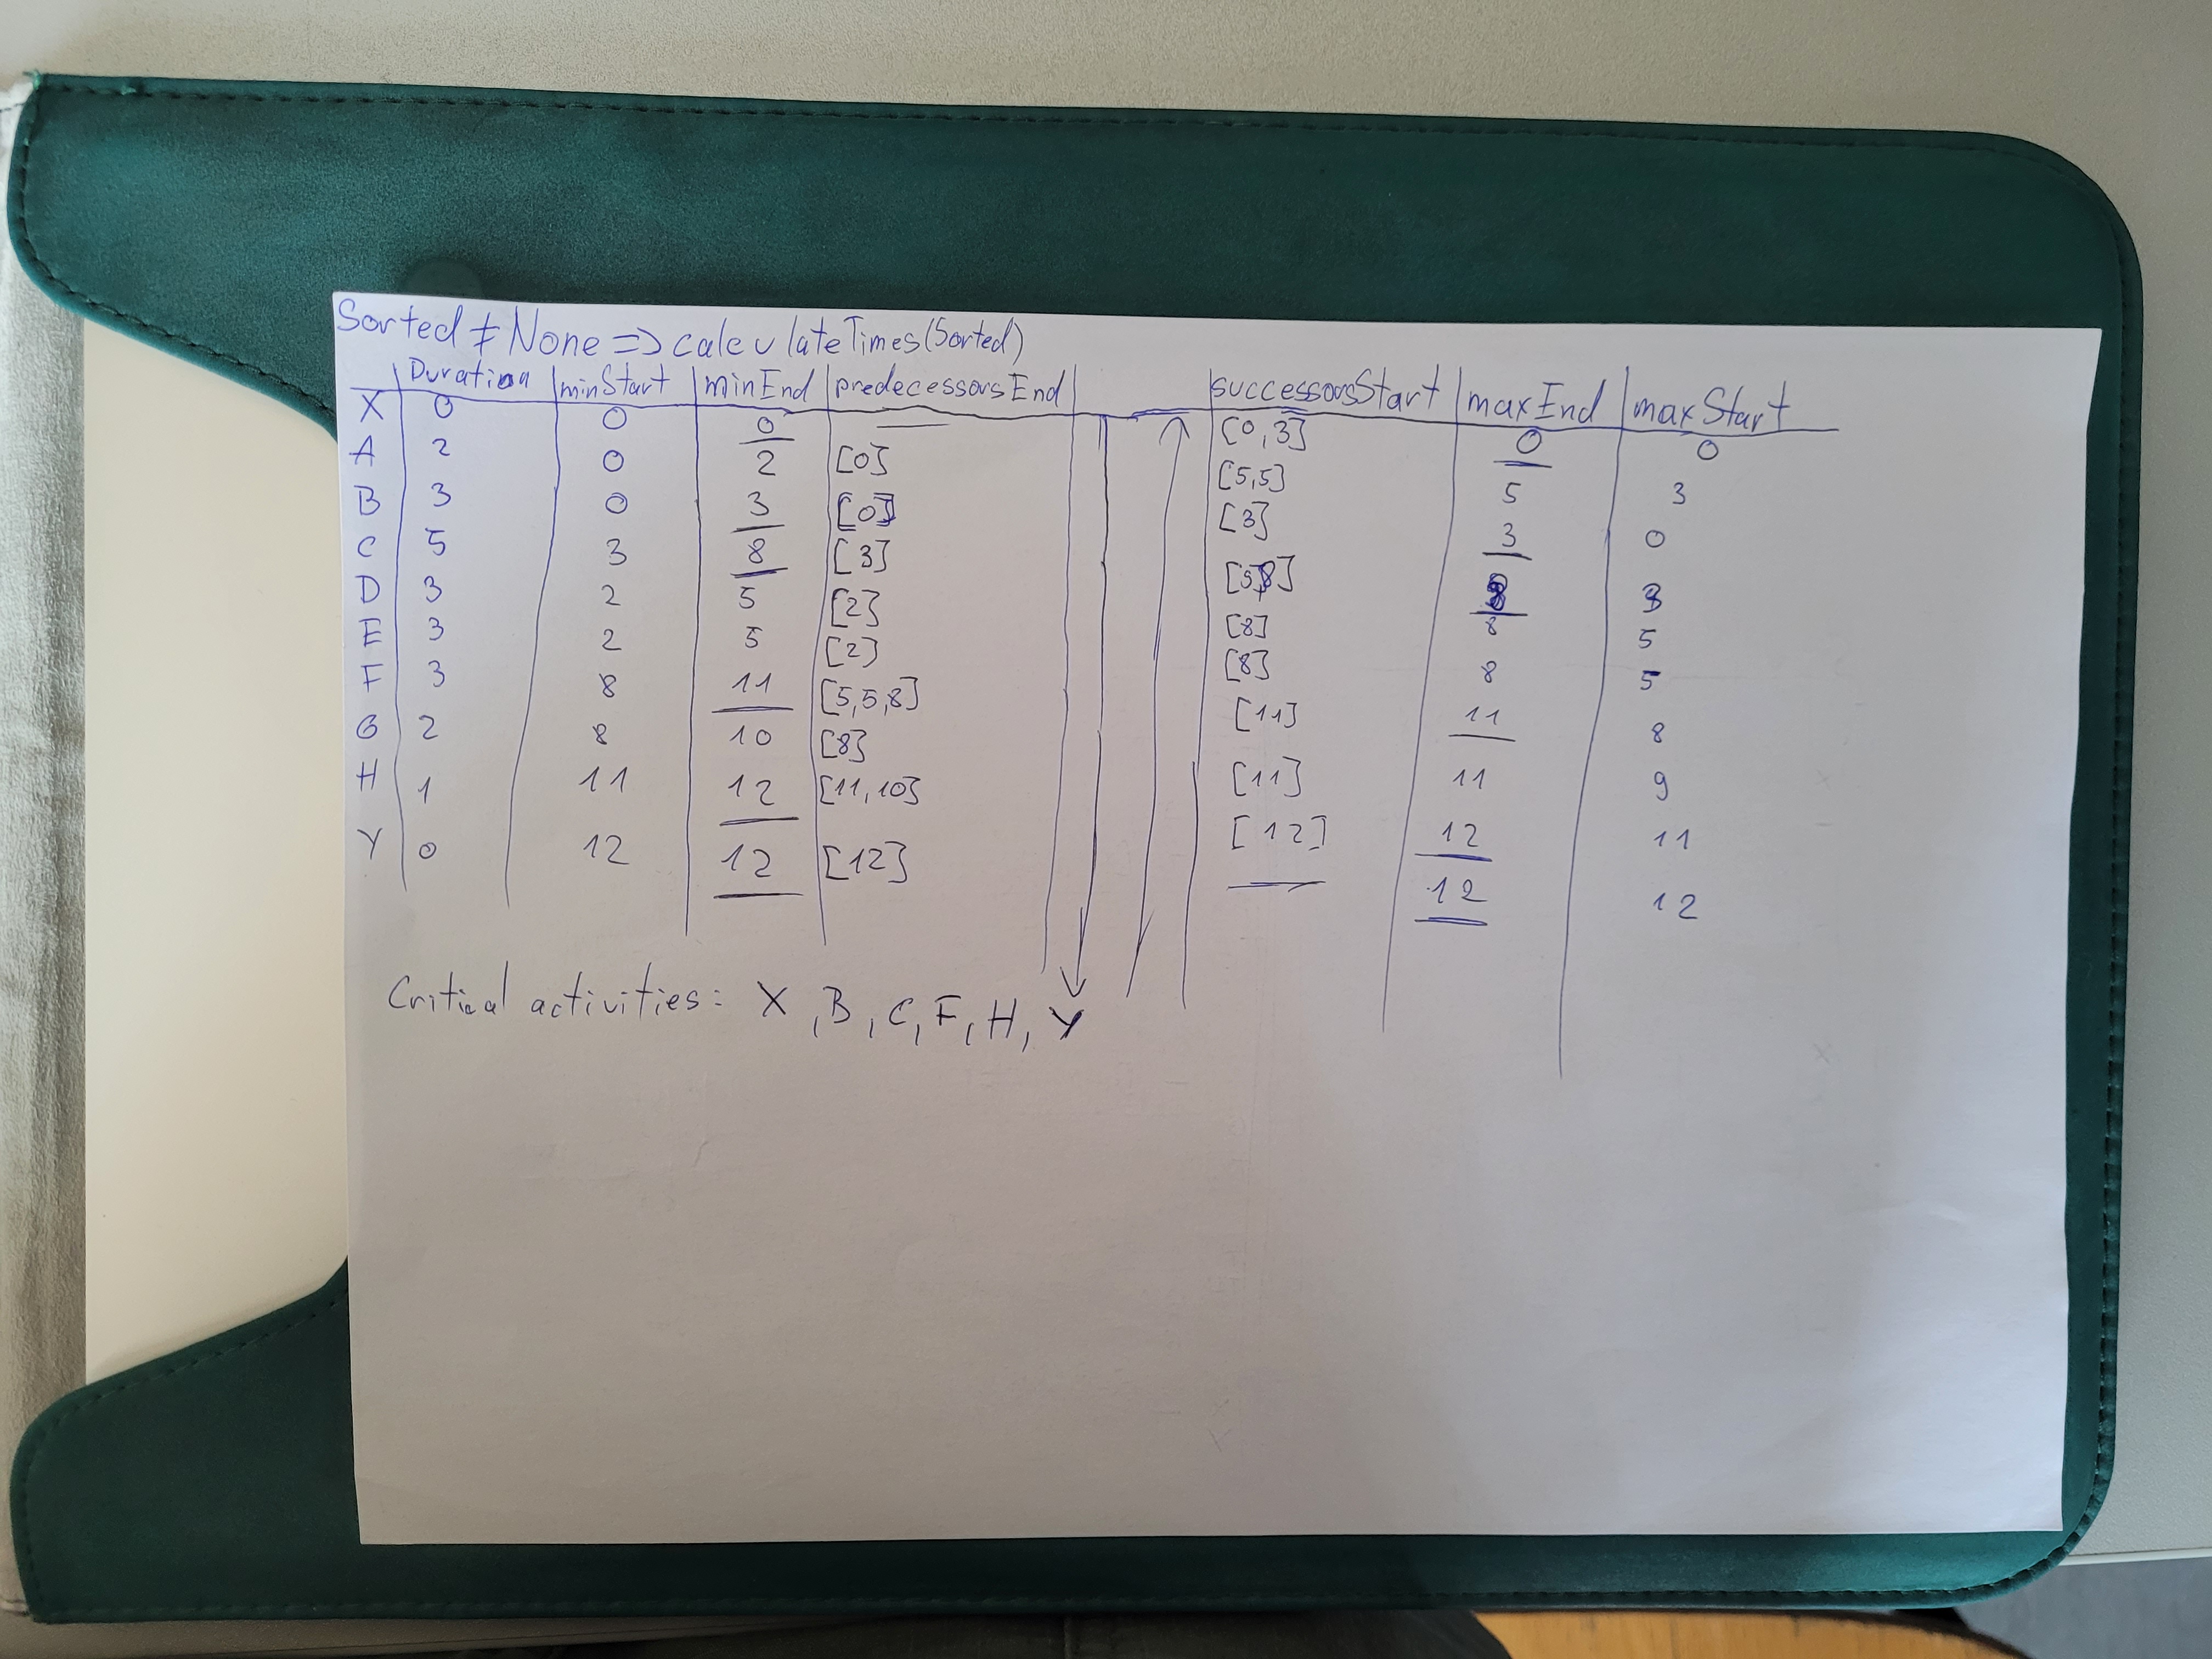 Sorted ≠ None => calculateTimes(Sorted)
| Duration | minStart | minEnd | predecessorsEnd | successorsStart | maxEnd | maxStart
X 0 0 0 — [0,3] 0 0
A 2 0 2 [0] [5,5] 5 3
B 3 0 3 [0] [3] 3 0
C 5 3 8 [3] [8] 8 3
D 3 2 5 [2] [8] 8 5
E 3 2 5 [2] [8] 8 5
F 3 8 11 [5,5,8] [11] 11 8
G 2 8 10 [8] [11] 11 9
H 1 11 12 [11,10] [12] 12 11
Y 0 12 12 [12] — 12 12
Critical activities: X, B, C, F, H, Y